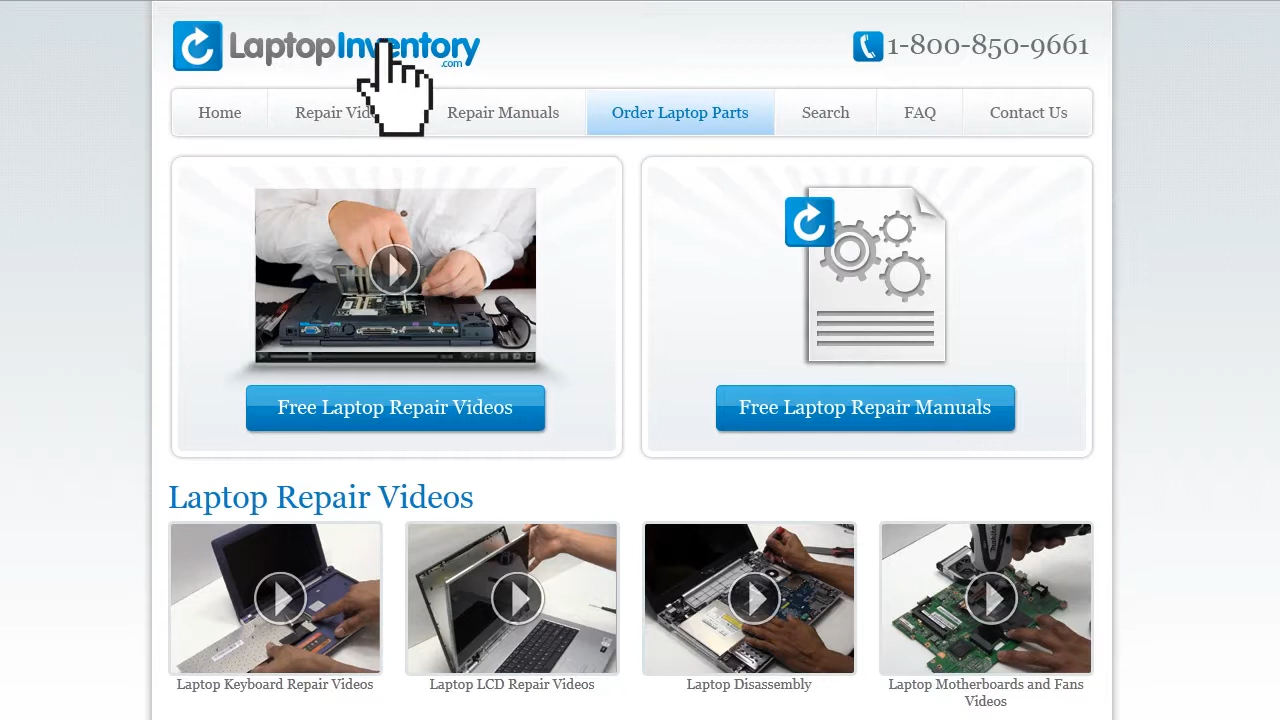 LaptopInventory
.com
1-800-850-9661
Home
Repair Vid
Repair Manuals
Order Laptop Parts
Search
FAQ
Contact Us
Free Laptop Repair Videos
Free Laptop Repair Manuals
Laptop Repair Videos
Laptop Keyboard Repair Videos
Laptop LCD Repair Videos
Laptop Disassembly
Laptop Motherboards and Fans
Videos